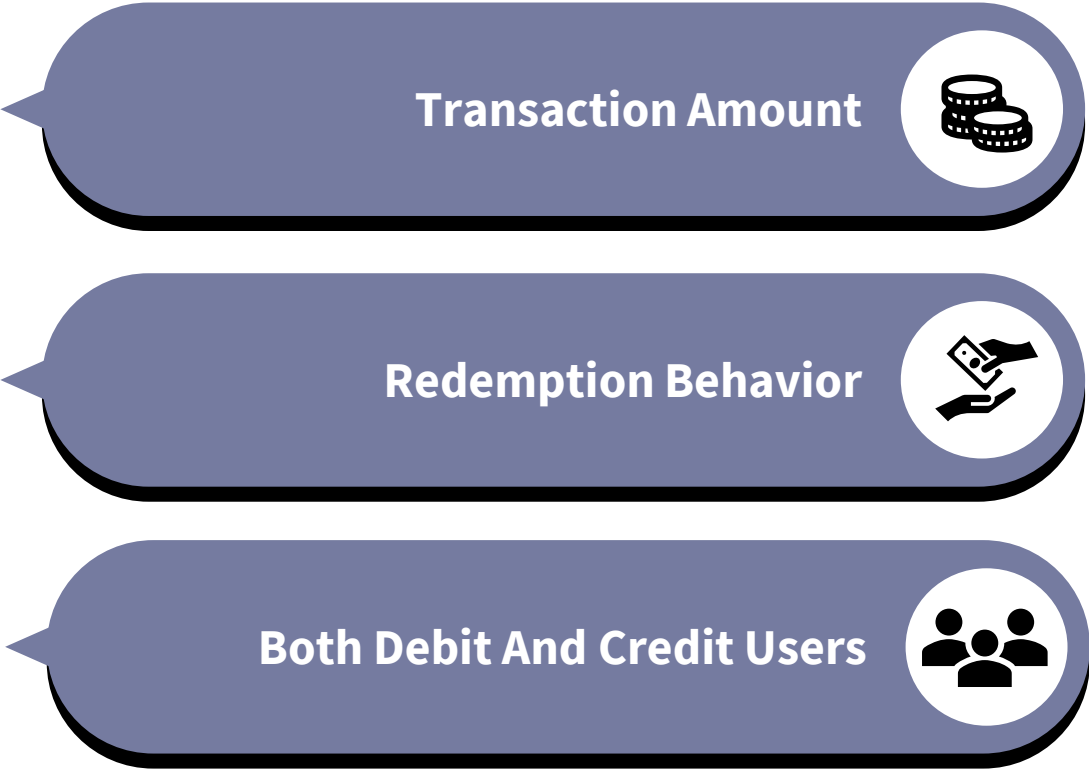 Transaction Amount
Redemption Behavior
Both Debit And Credit Users